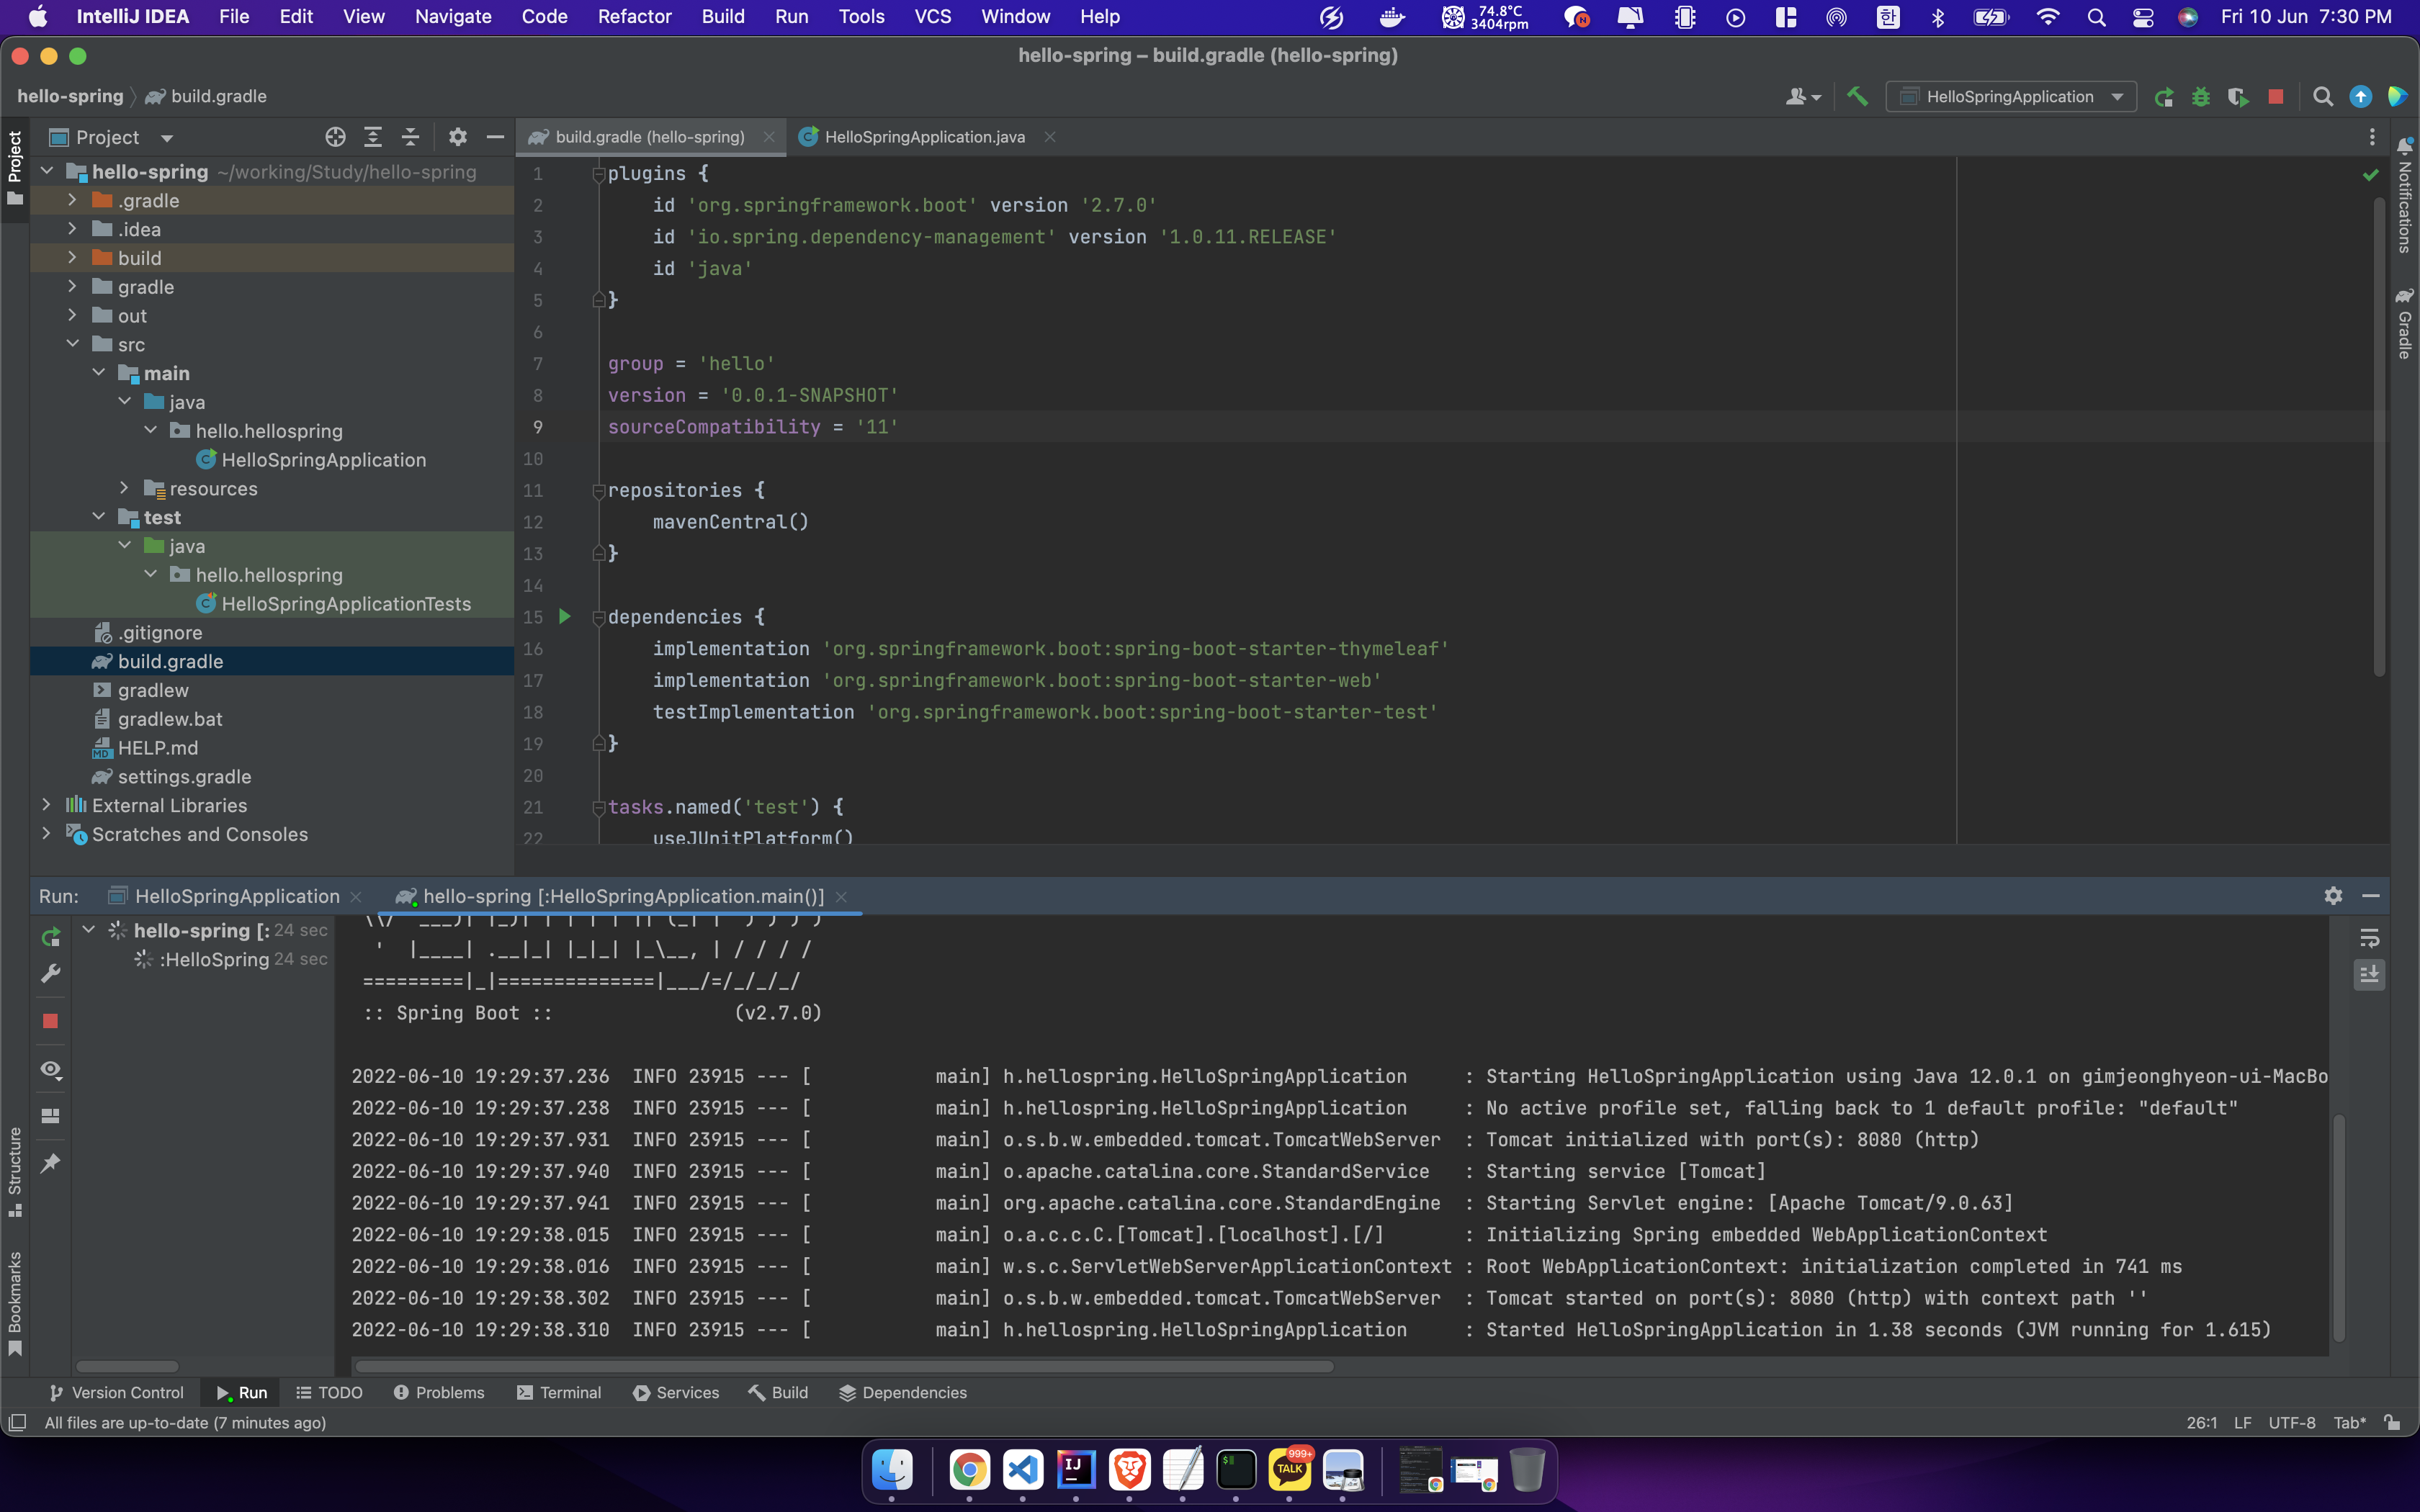 IntelliJ IDEA File Edit View Navigate Code Refactor Build Run Tools VCS Window Help 74.8°C 3404rpm 한 Fri 10 Jun 7:30 PM
hello-spring – build.gradle (hello-spring)
hello-spring build.gradle HelloSpringApplication
Project
Project
build.gradle (hello-spring) HelloSpringApplication.java
Notifications
Gradle
hello-spring ~/working/Study/hello-spring
.gradle
.idea
build
gradle
out
src
main
java
hello.hellospring
HelloSpringApplication
resources
test
java
hello.hellospring
HelloSpringApplicationTests
.gitignore
build.gradle
gradlew
gradlew.bat
HELP.md
settings.gradle
External Libraries
Scratches and Consoles
1 plugins {
2 id 'org.springframework.boot' version '2.7.0'
3 id 'io.spring.dependency-management' version '1.0.11.RELEASE'
4 id 'java'
5 }
6
7 group = 'hello'
8 version = '0.0.1-SNAPSHOT'
9 sourceCompatibility = '11'
10
11 repositories {
12 mavenCentral()
13 }
14
15 dependencies {
16 implementation 'org.springframework.boot:spring-boot-starter-thymeleaf'
17 implementation 'org.springframework.boot:spring-boot-starter-web'
18 testImplementation 'org.springframework.boot:spring-boot-starter-test'
19 }
20
21 tasks.named('test') {
22 useJUnitPlatform()
Run: HelloSpringApplication hello-spring [:HelloSpringApplication.main()]
hello-spring [: 24 sec
:HelloSpring 24 sec
  '  |____| .__|_| |_|_| |_\__, | / / / /
 =========|_|==============|___/=/_/_/_/
 :: Spring Boot ::                (v2.7.0)
2022-06-10 19:29:37.236  INFO 23915 --- [           main] h.hellospring.HelloSpringApplication     : Starting HelloSpringApplication using Java 12.0.1 on gimjeonghyeon-ui-MacBo
2022-06-10 19:29:37.238  INFO 23915 --- [           main] h.hellospring.HelloSpringApplication     : No active profile set, falling back to 1 default profile: "default"
2022-06-10 19:29:37.931  INFO 23915 --- [           main] o.s.b.w.embedded.tomcat.TomcatWebServer  : Tomcat initialized with port(s): 8080 (http)
2022-06-10 19:29:37.940  INFO 23915 --- [           main] o.apache.catalina.core.StandardService   : Starting service [Tomcat]
2022-06-10 19:29:37.941  INFO 23915 --- [           main] org.apache.catalina.core.StandardEngine  : Starting Servlet engine: [Apache Tomcat/9.0.63]
2022-06-10 19:29:38.015  INFO 23915 --- [           main] o.a.c.c.C.[Tomcat].[localhost].[/]       : Initializing Spring embedded WebApplicationContext
2022-06-10 19:29:38.016  INFO 23915 --- [           main] w.s.c.ServletWebServerApplicationContext : Root WebApplicationContext: initialization completed in 741 ms
2022-06-10 19:29:38.302  INFO 23915 --- [           main] o.s.b.w.embedded.tomcat.TomcatWebServer  : Tomcat started on port(s): 8080 (http) with context path ''
2022-06-10 19:29:38.310  INFO 23915 --- [           main] h.hellospring.HelloSpringApplication     : Started HelloSpringApplication in 1.38 seconds (JVM running for 1.615)
Structure
Bookmarks
Version Control Run TODO Problems Terminal Services Build Dependencies
All files are up-to-date (7 minutes ago) 26:1 LF UTF-8 Tab*
IJ
TALK 999+